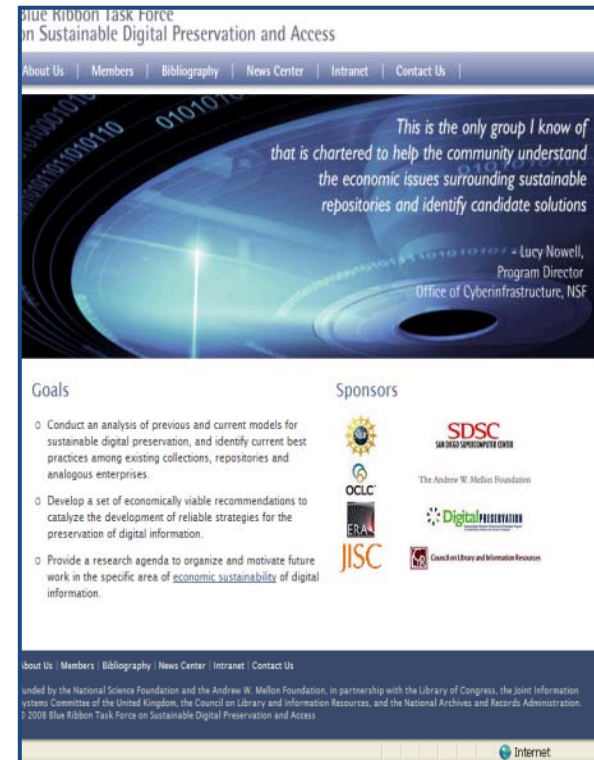 Blue Ribbon Task Force
on Sustainable Digital Preservation and Access
About Us | Members | Bibliography | News Center | Intranet | Contact Us |
This is the only group I know of
that is chartered to help the community understand
the economic issues surrounding sustainable
repositories and identify candidate solutions
- Lucy Nowell,
Program Director
Office of Cyberinfrastructure, NSF
Goals
Conduct an analysis of previous and current models for
sustainable digital preservation, and identify current best
practices among existing collections, repositories and
analogous enterprises.
Develop a set of economically viable recommendations to
catalyze the development of reliable strategies for the
preservation of digital information.
Provide a research agenda to organize and motivate future
work in the specific area of economic sustainability of digital
information.
Sponsors
NSF
SDSC
SAN DIEGO SUPERCOMPUTER CENTER
OCLC
The Andrew W. Mellon Foundation
ERA
Digital PRESERVATION
JISC
Council on Library and Information Resources
About Us | Members | Bibliography | News Center | Intranet | Contact Us
unded by the National Science Foundation and the Andrew W. Mellon Foundation, in partnership with the Library of Congress, the Joint Information
ystems Committee of the United Kingdom, the Council on Library and Information Resources, and the National Archives and Records Administration.
© 2008 Blue Ribbon Task Force on Sustainable Digital Preservation and Access
Internet